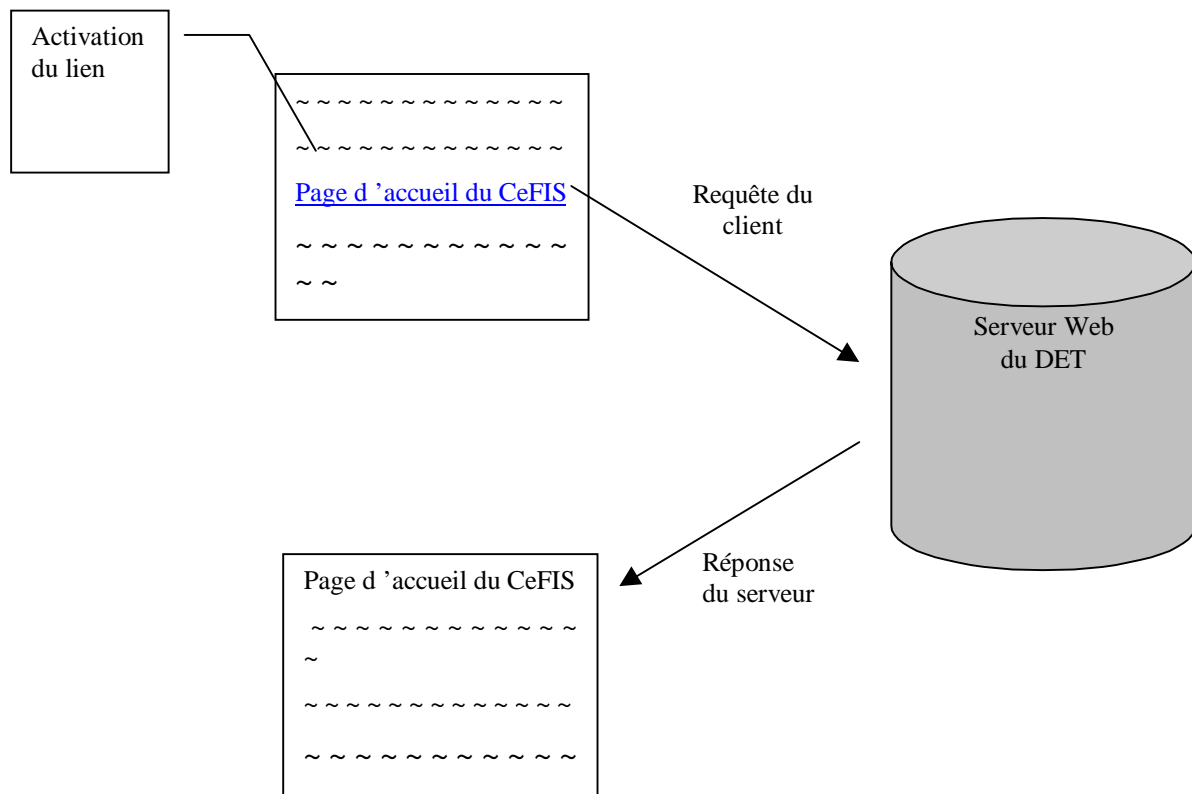 Activation
du lien
~ ~ ~ ~ ~ ~ ~ ~ ~ ~ ~ ~ ~
~ ~ ~ ~ ~ ~ ~ ~ ~ ~ ~ ~ ~
Page d ’accueil du CeFIS
~ ~ ~ ~ ~ ~ ~ ~ ~ ~ ~
~ ~
Requête du
client
Serveur Web
du DET
Réponse
du serveur
Page d ’accueil du CeFIS
~ ~ ~ ~ ~ ~ ~ ~ ~ ~ ~ ~
~
~ ~ ~ ~ ~ ~ ~ ~ ~ ~ ~ ~ ~
~ ~ ~ ~ ~ ~ ~ ~ ~ ~ ~